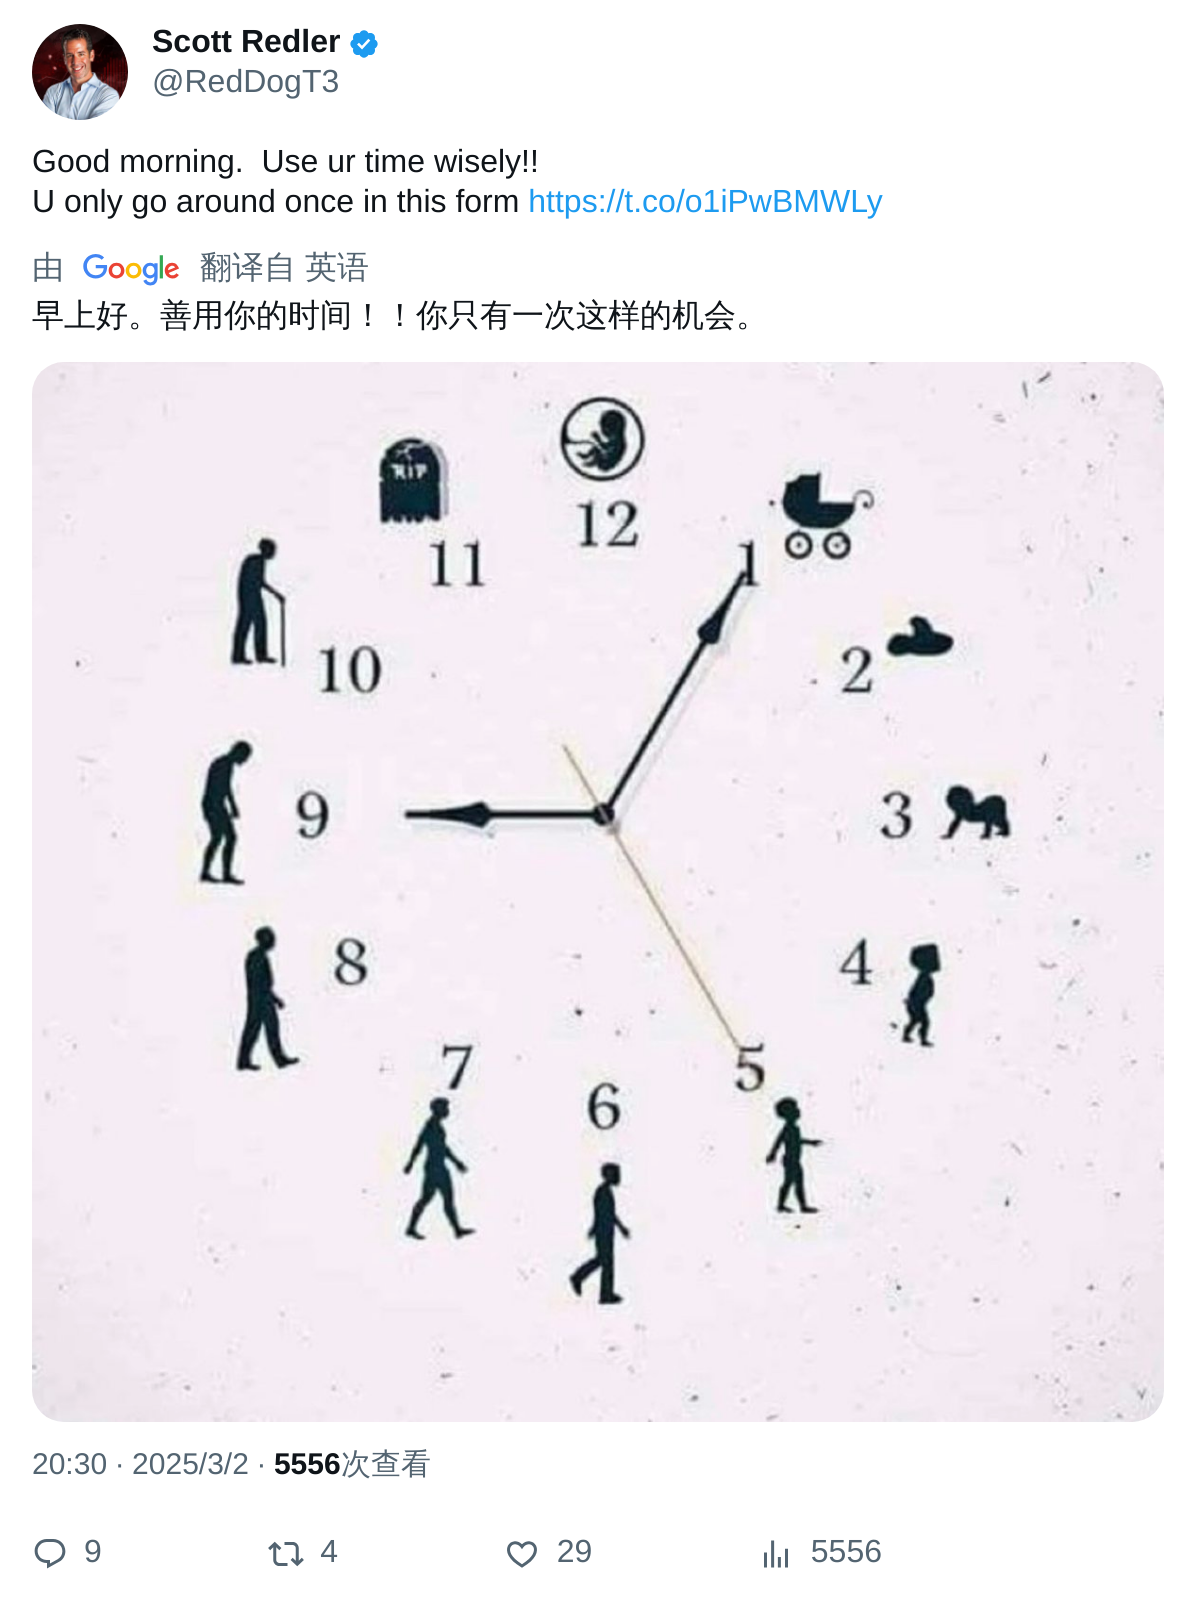 Scott Redler
@RedDogT3
Good morning.  Use ur time wisely!!
U only go around once in this form https://t.co/o1iPwBMWLy
由 Google 翻译自 英语
早上好。善用你的时间！！你只有一次这样的机会。
RIP
12
11
1
10
2
9
3
8
4
7
5
6
20:30 · 2025/3/2 · 5556次查看
9 4 29 5556